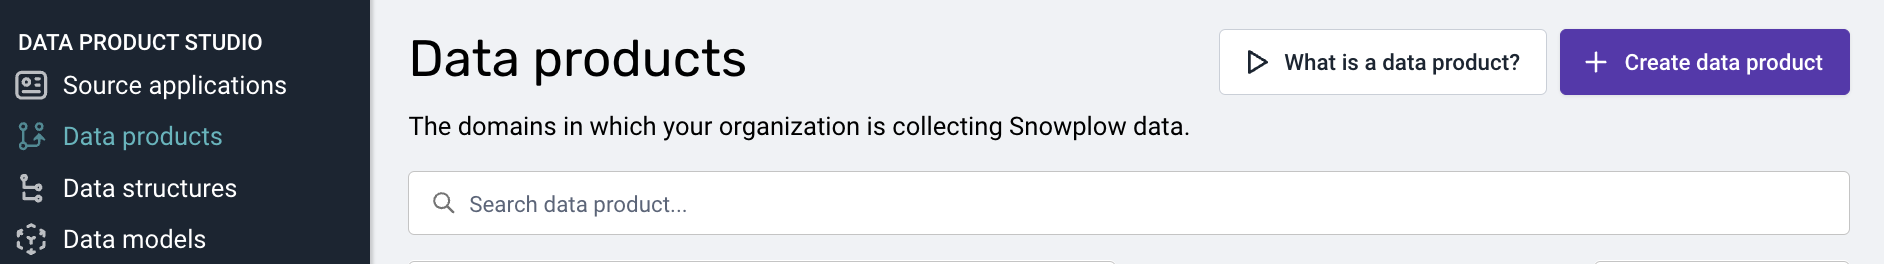 DATA PRODUCT STUDIO
Source applications
Data products
Data structures
Data models
Data products
What is a data product?
Create data product
The domains in which your organization is collecting Snowplow data.
Search data product...